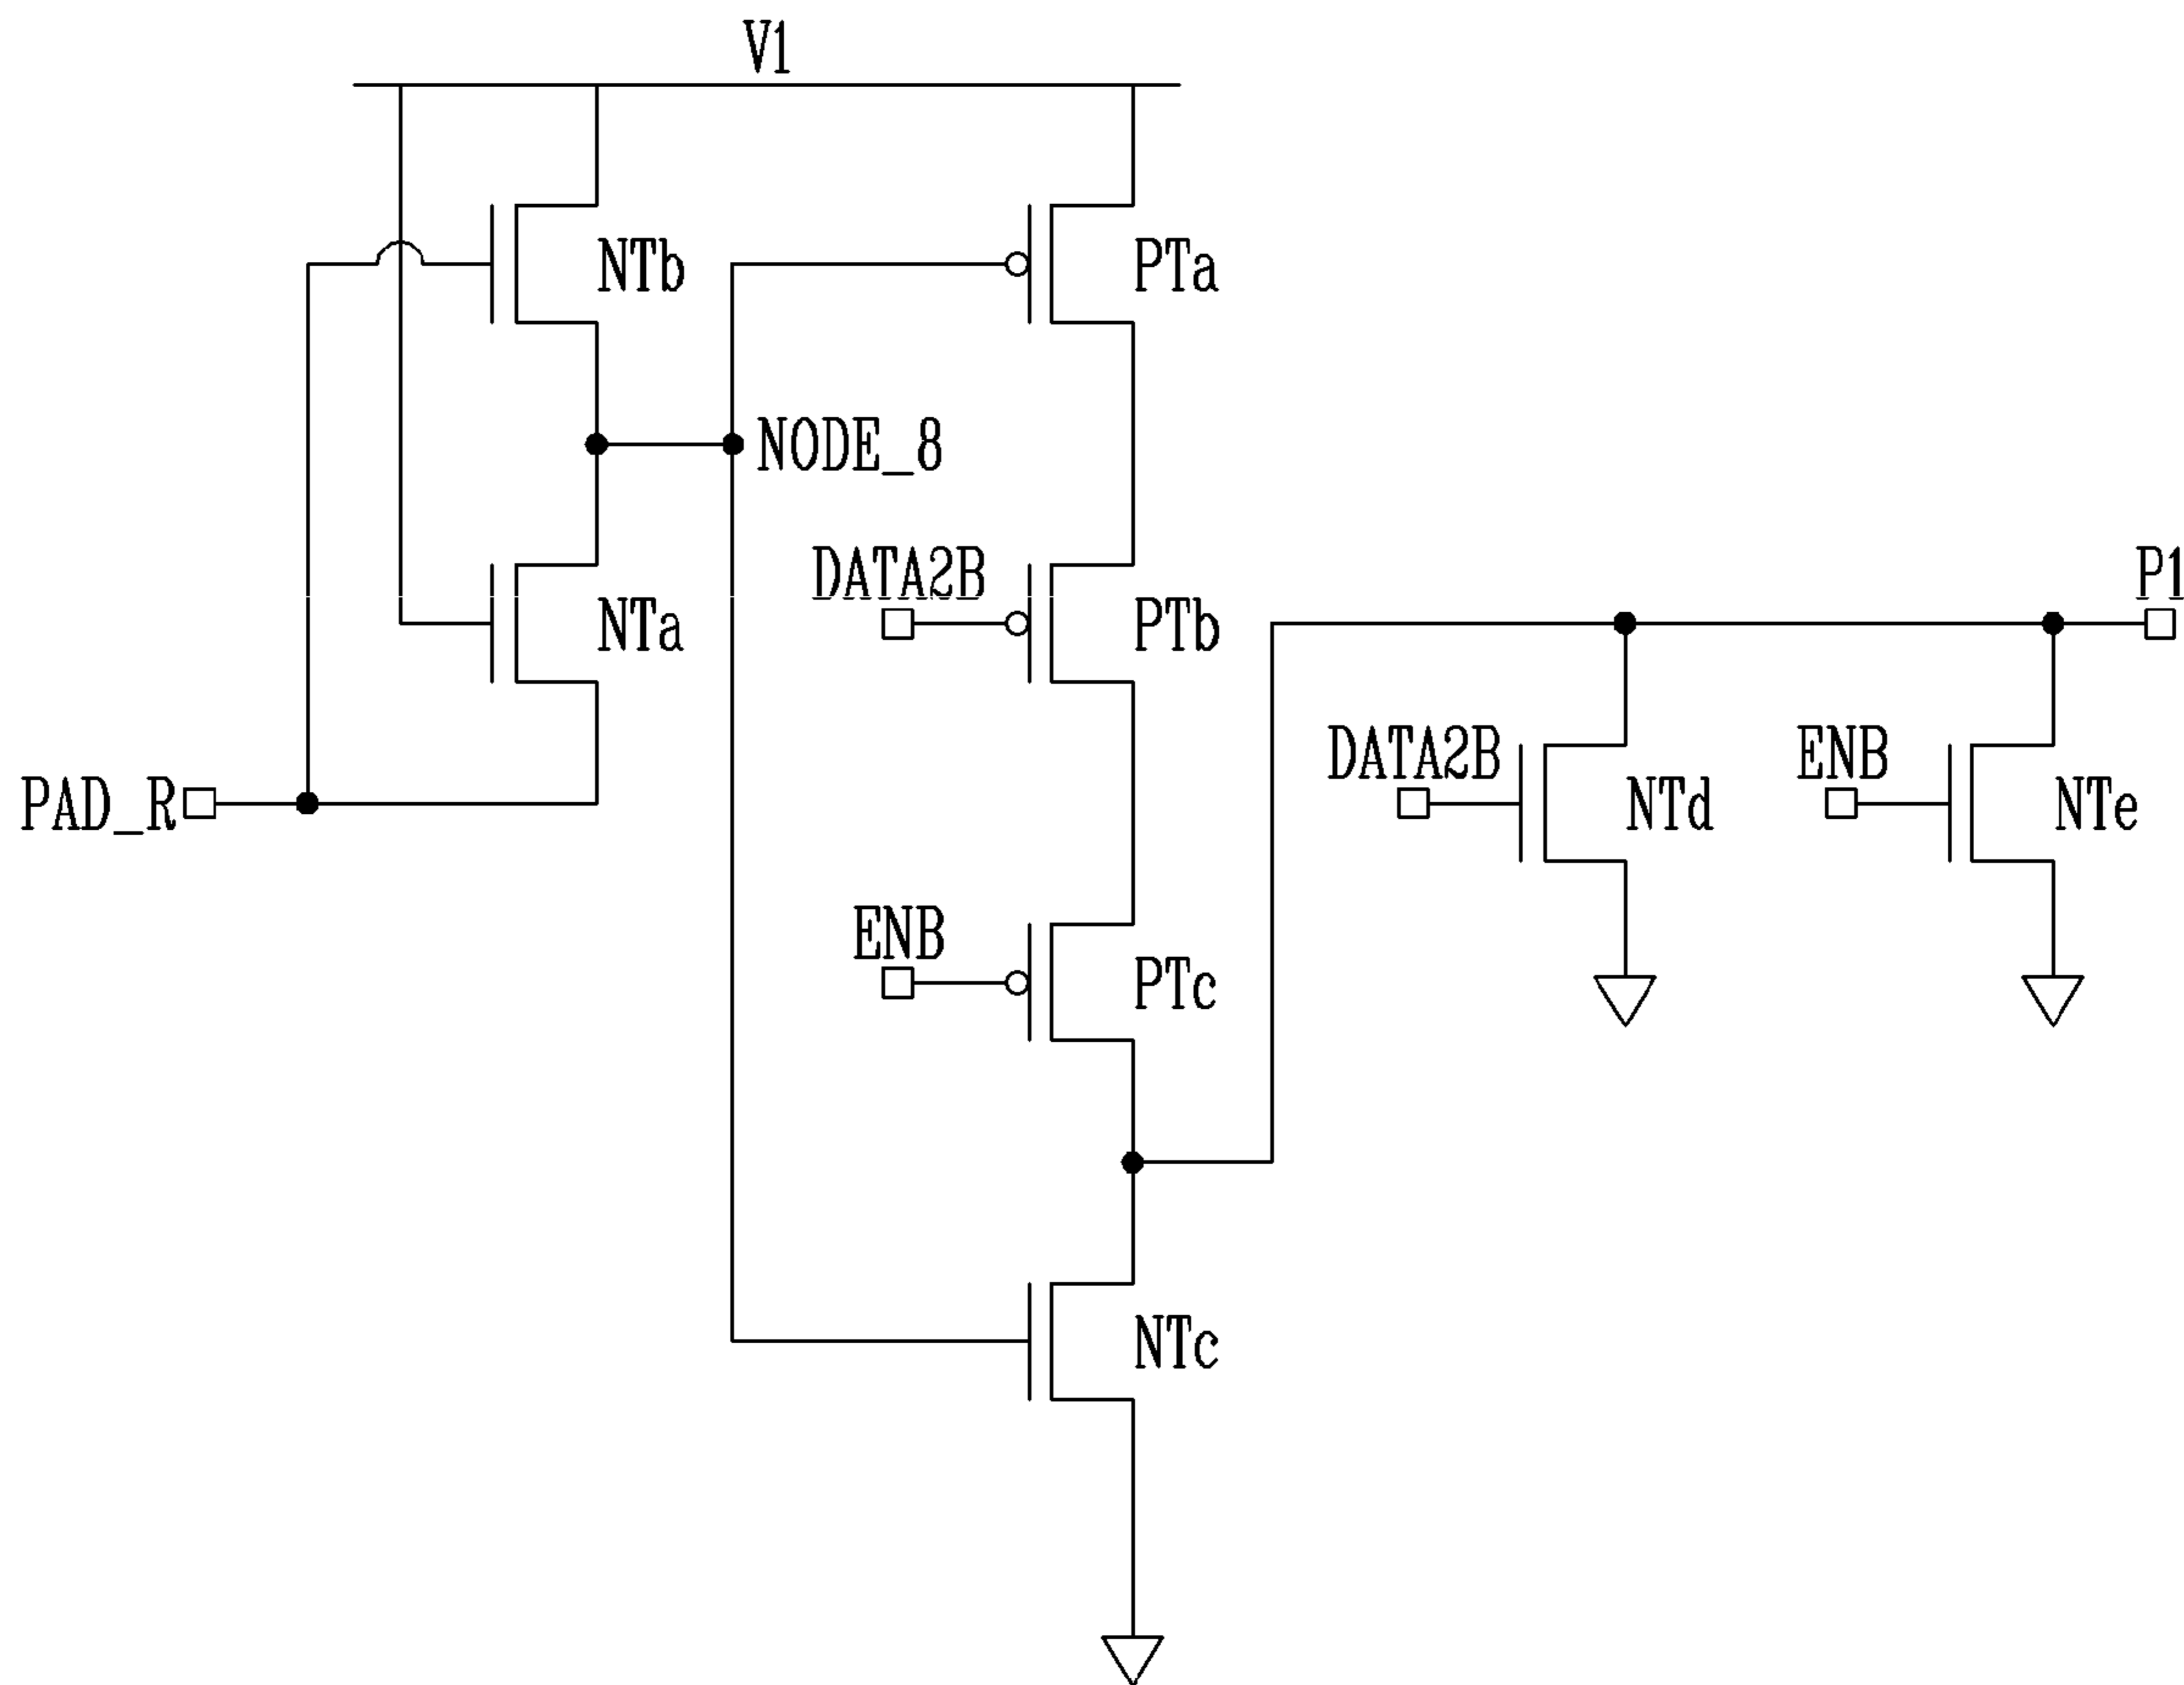 V1
NTb
PTa
NODE_8
DATA2B
NTa
PTb
P1
PAD_R
DATA2B
NTd
ENB
NTe
ENB
PTc
NTc